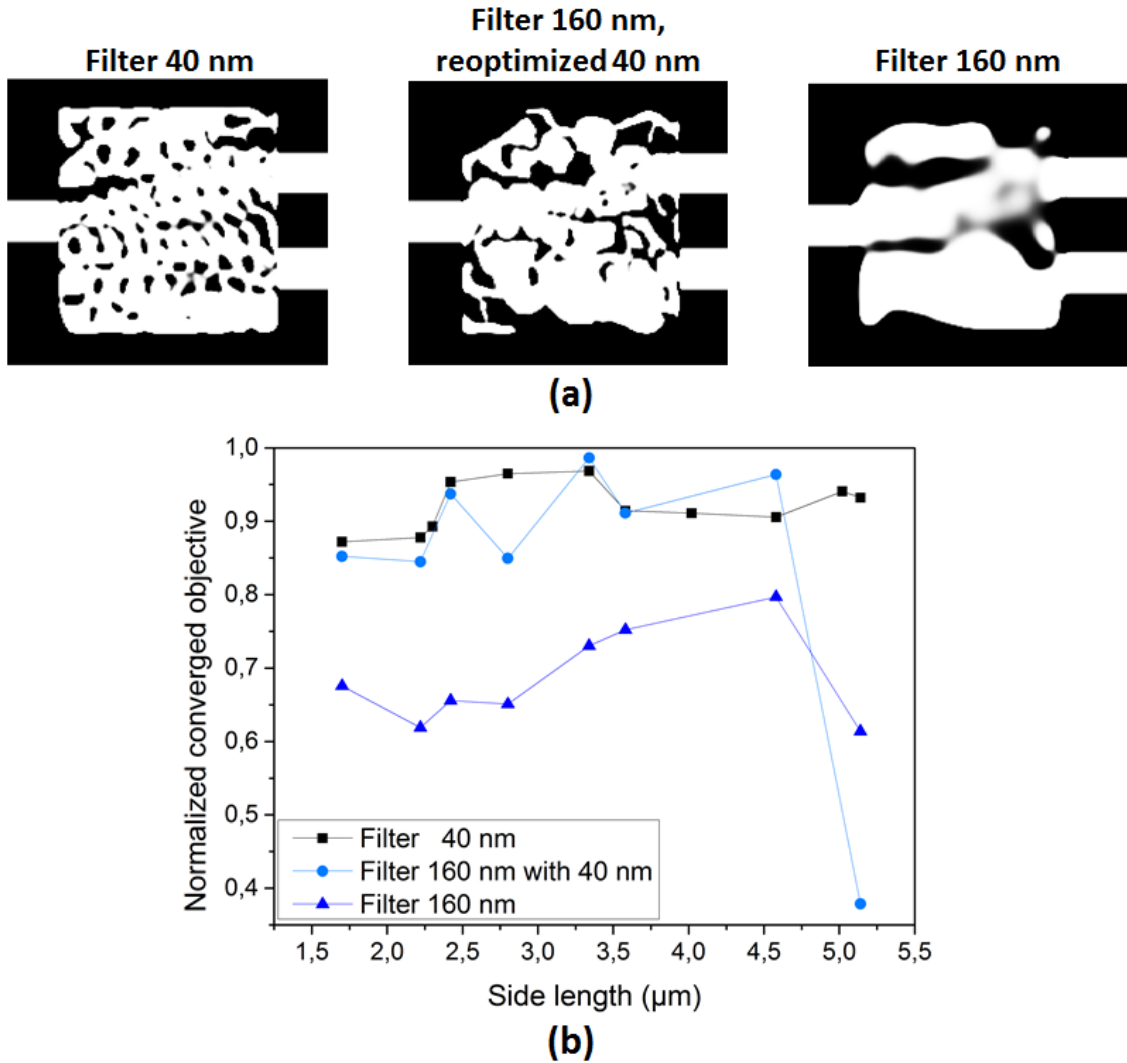 Filter 160 nm,
Filter 40 nm reoptimized 40 nm Filter 160 nm
(a)
1,0
0,9
0,8
0,7
0,6
0,5
0,4
Normalized converged objective
Filter 40 nm
Filter 160 nm with 40 nm
Filter 160 nm
1,5 2,0 2,5 3,0 3,5 4,0 4,5 5,0 5,5
Side length (μm)
(b)